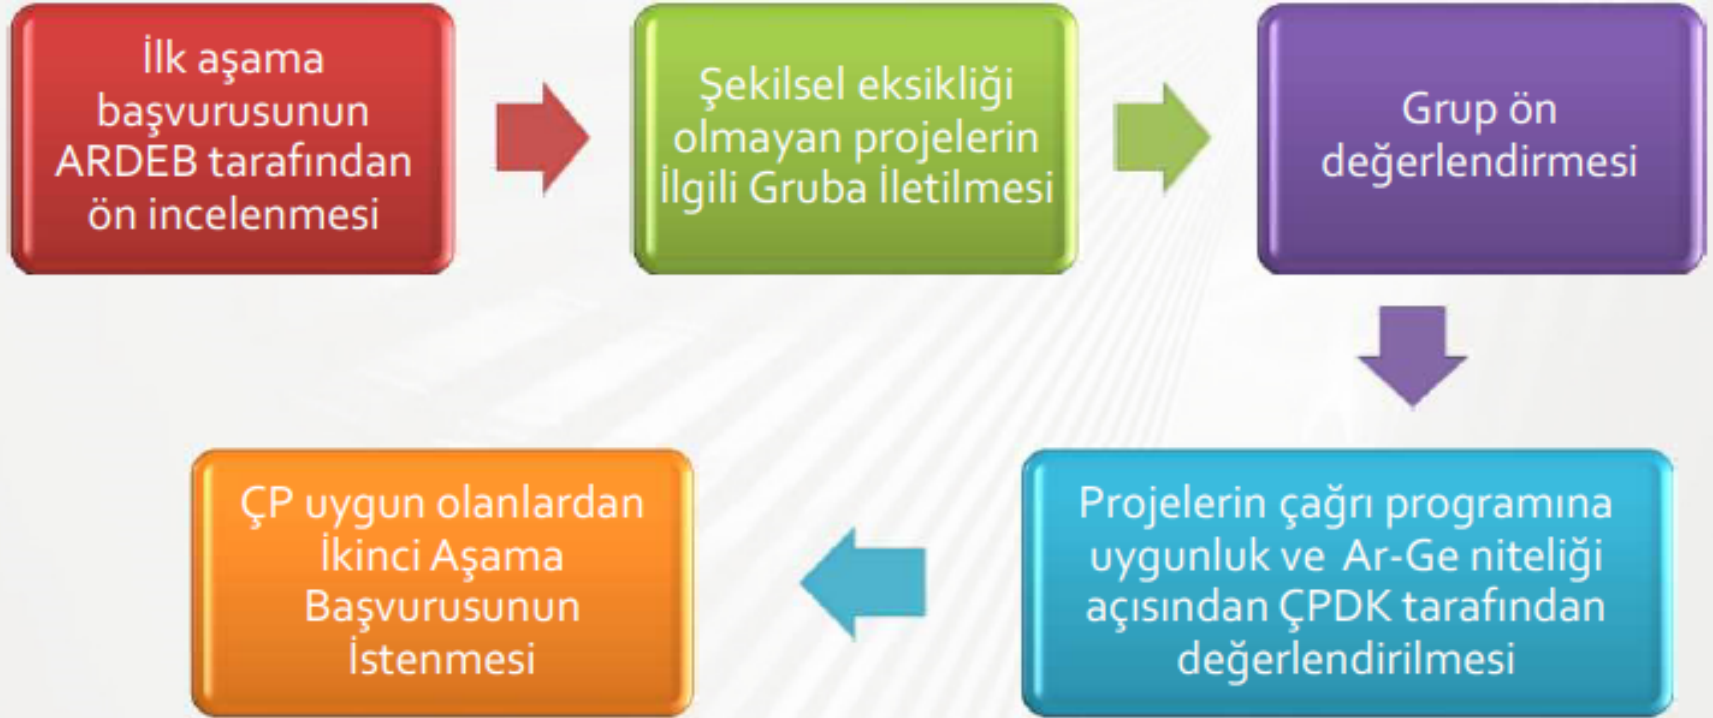 İlk aşama
başvurusunun
ARDEB tarafından
ön incelenmesi
Şekilsel eksikliği
olmayan projelerin
İlgili Gruba İletilmesi
Grup ön
değerlendirmesi
Projelerin çağrı programına
uygunluk ve Ar-Ge niteliği
açısından ÇPDK tarafından
değerlendirilmesi
ÇP uygun olanlardan
İkinci Aşama
Başvurusunun
İstenmesi